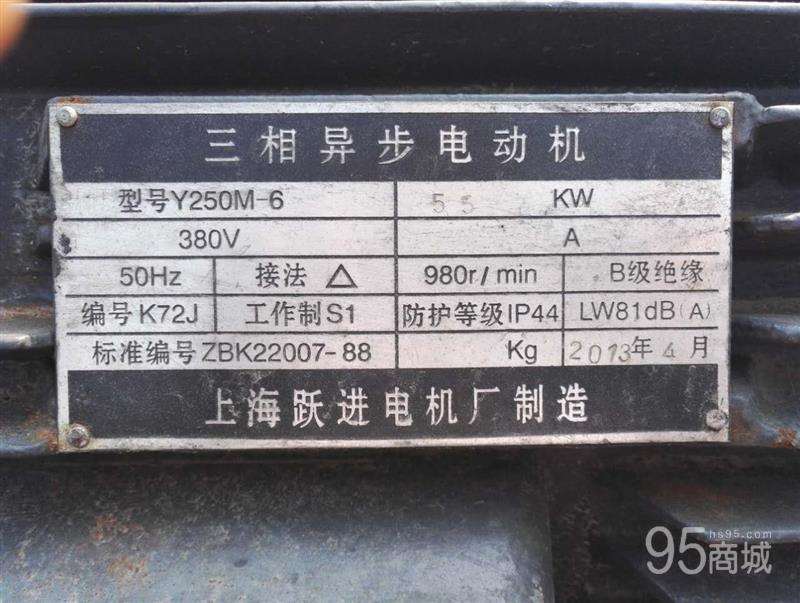 三相异步电动机
型号Y250M-6 55 KW
380V A
50Hz 接法 △ 980r/min B级绝缘
编号K72J 工作制S1 防护等级IP44 LW81dB(A)
标准编号ZBK22007-88 Kg 2013年4月
上海跃进电机厂制造
hs95.com
95商城